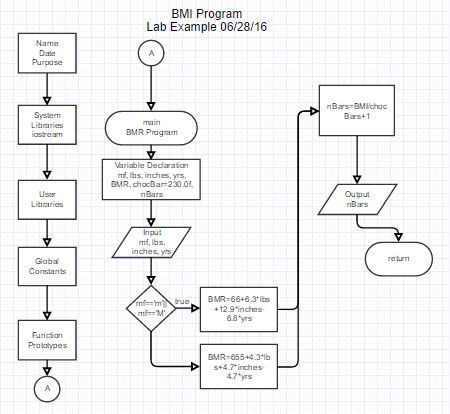 BMI Program
Lab Example 06/28/16
Name
Date
Purpose
System
Libraries
iostream
User
Libraries
Global
Constants
Function
Prototypes
A
A
main
BMR Program
Variable Declaration
mf, lbs, inches, yrs,
BMR, chocBar=230.0f,
nBars
Input
mf, lbs,
inches, yrs
mf=='m'||
mf=='M'
true
BMR=66+6.3*lbs
+12.9*inches-
6.8*yrs
BMR=655+4.3*lb
s+4.7*inches-
4.7*yrs
nBars=BMI/choc
Bars+1
Output
nBars
return